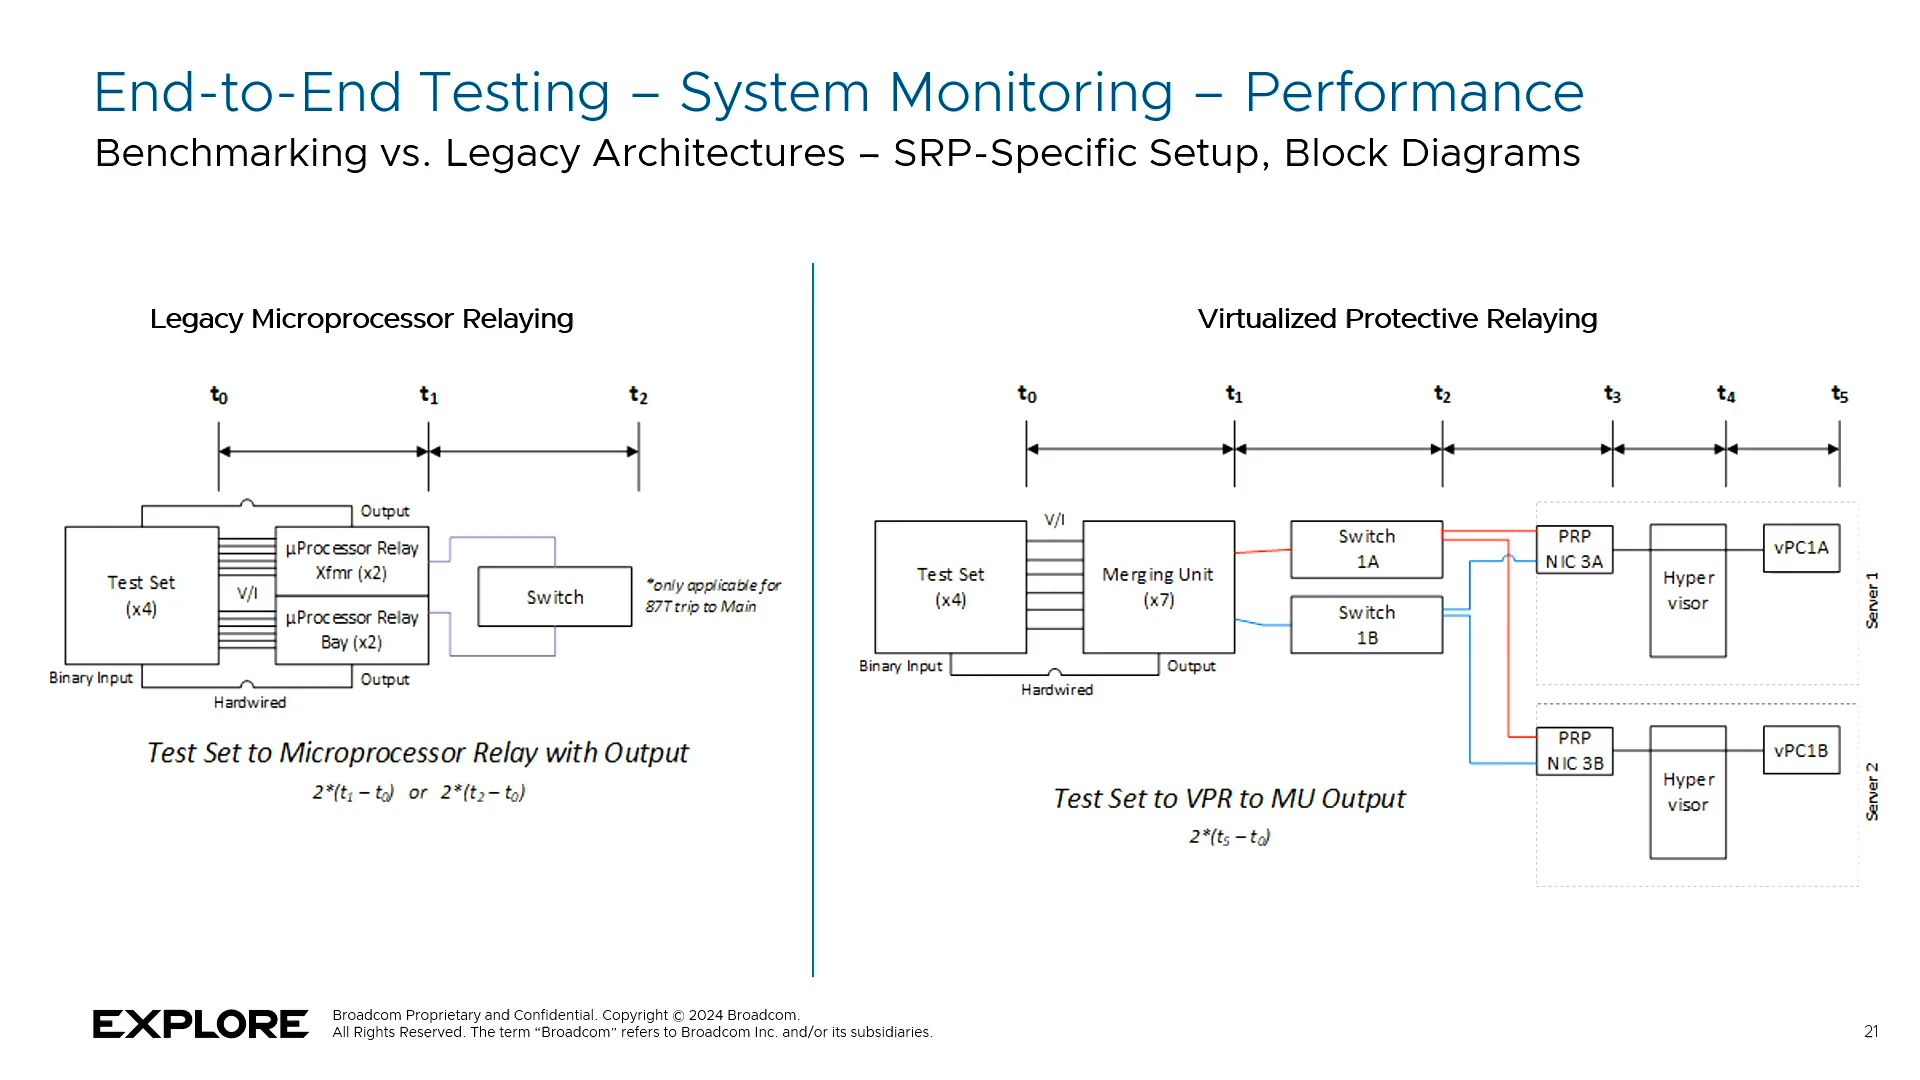 End-to-End Testing – System Monitoring – Performance
Benchmarking vs. Legacy Architectures – SRP-Specific Setup, Block Diagrams
Legacy Microprocessor Relaying
t0
t1
t2
Output
Test Set
(x4)
V/I
µProcessor Relay
Xfmr (x2)
µProcessor Relay
Bay (x2)
Switch
*only applicable for
87T trip to Main
Binary Input
Output
Hardwired
Test Set to Microprocessor Relay with Output
2*(t1 – t0) or 2*(t2 – t0)
Virtualized Protective Relaying
t0
t1
t2
t3
t4
t5
V/I
Test Set
(x4)
Merging Unit
(x7)
Switch
1A
Switch
1B
Binary Input
Output
Hardwired
PRP
NIC 3A
Hyper
visor
vPC1A
Server 1
PRP
NIC 3B
Hyper
visor
vPC1B
Server 2
Test Set to VPR to MU Output
2*(t5 – t0)
EXPLORE
Broadcom Proprietary and Confidential. Copyright © 2024 Broadcom.
All Rights Reserved. The term “Broadcom” refers to Broadcom Inc. and/or its subsidiaries.
21